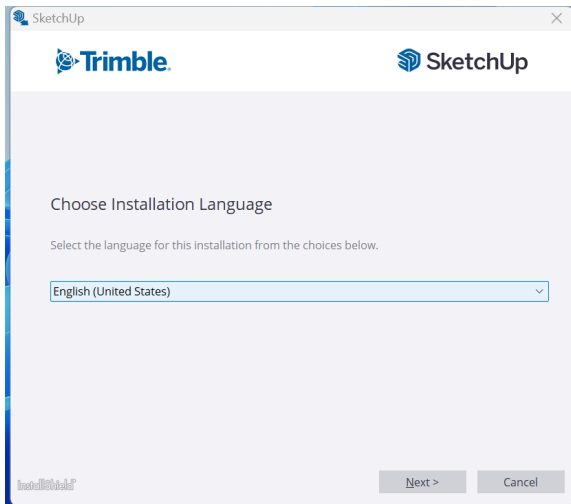 SketchUp
Trimble.
SketchUp
Choose Installation Language
Select the language for this installation from the choices below.
English (United States)
InstallShield
Next >
Cancel